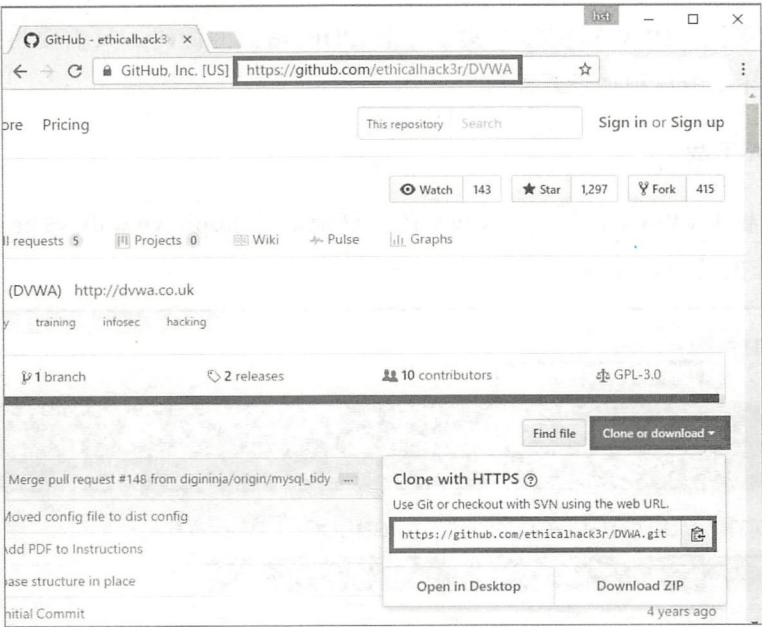 hst
GitHub - ethicalhack3
GitHub, Inc. [US] https://github.com/ethicalhack3r/DVWA
ore Pricing This repository Search Sign in or Sign up
Watch 143 Star 1,297 Fork 415
ll requests 5 Projects 0 Wiki Pulse Graphs
(DVWA) http://dvwa.co.uk
y training infosec hacking
1 branch 2 releases 10 contributors GPL-3.0
Find file Clone or download
Merge pull request #148 from digininja/origin/mysql_tidy ...
Moved config file to dist config
Add PDF to Instructions
ase structure in place
nitial Commit
Clone with HTTPS
Use Git or checkout with SVN using the web URL.
https://github.com/ethicalhack3r/DVWA.git
Open in Desktop Download ZIP
4 years ago